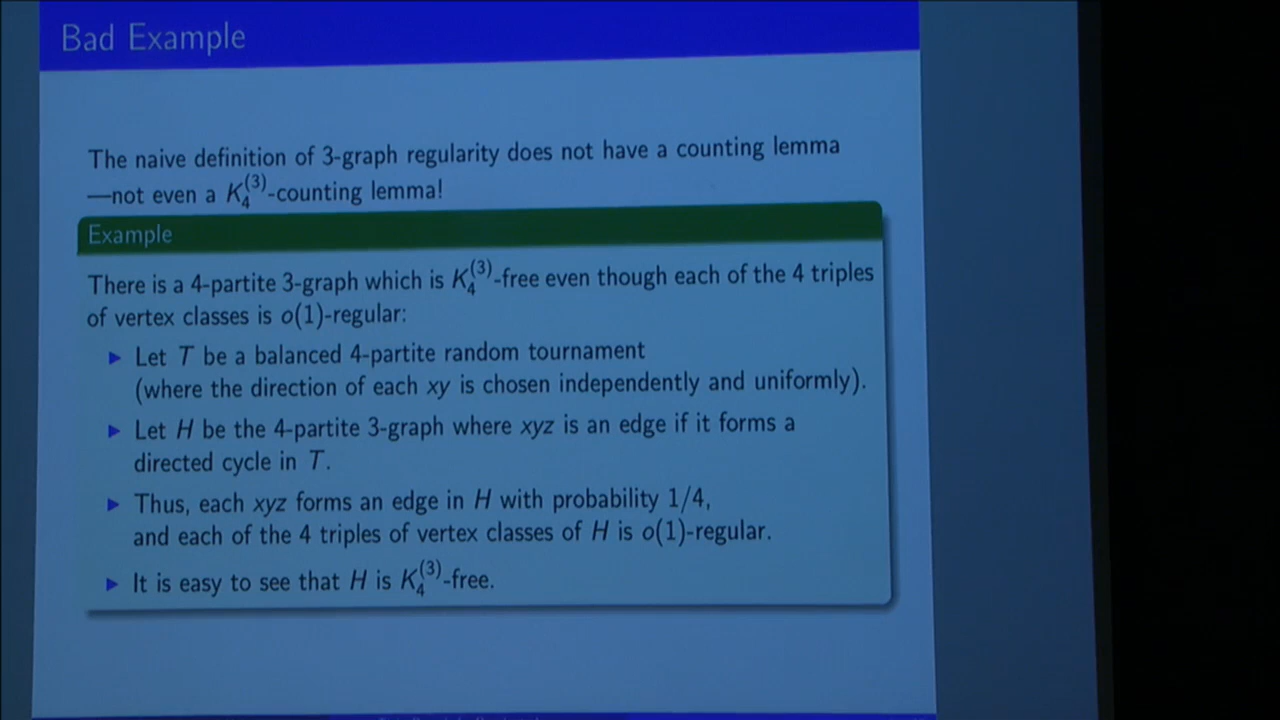 Bad Example
The naive definition of 3-graph regularity does not have a counting lemma
—not even a K₄⁽³⁾-counting lemma!
Example
There is a 4-partite 3-graph which is K₄⁽³⁾-free even though each of the 4 triples
of vertex classes is o(1)-regular:
▶ Let T be a balanced 4-partite random tournament
(where the direction of each xy is chosen independently and uniformly).
▶ Let H be the 4-partite 3-graph where xyz is an edge if it forms a
directed cycle in T.
▶ Thus, each xyz forms an edge in H with probability 1/4,
and each of the 4 triples of vertex classes of H is o(1)-regular.
▶ It is easy to see that H is K₄⁽³⁾-free.